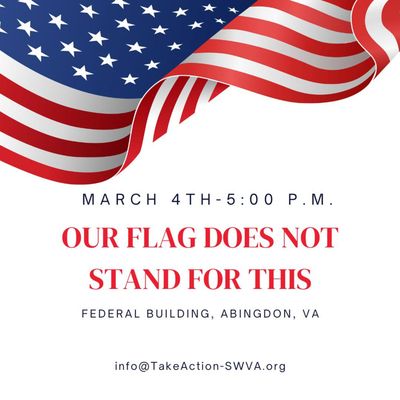 MARCH 4TH-5:00 P.M.
OUR FLAG DOES NOT
STAND FOR THIS
FEDERAL BUILDING, ABINGDON, VA
info@TakeAction-SWVA.org